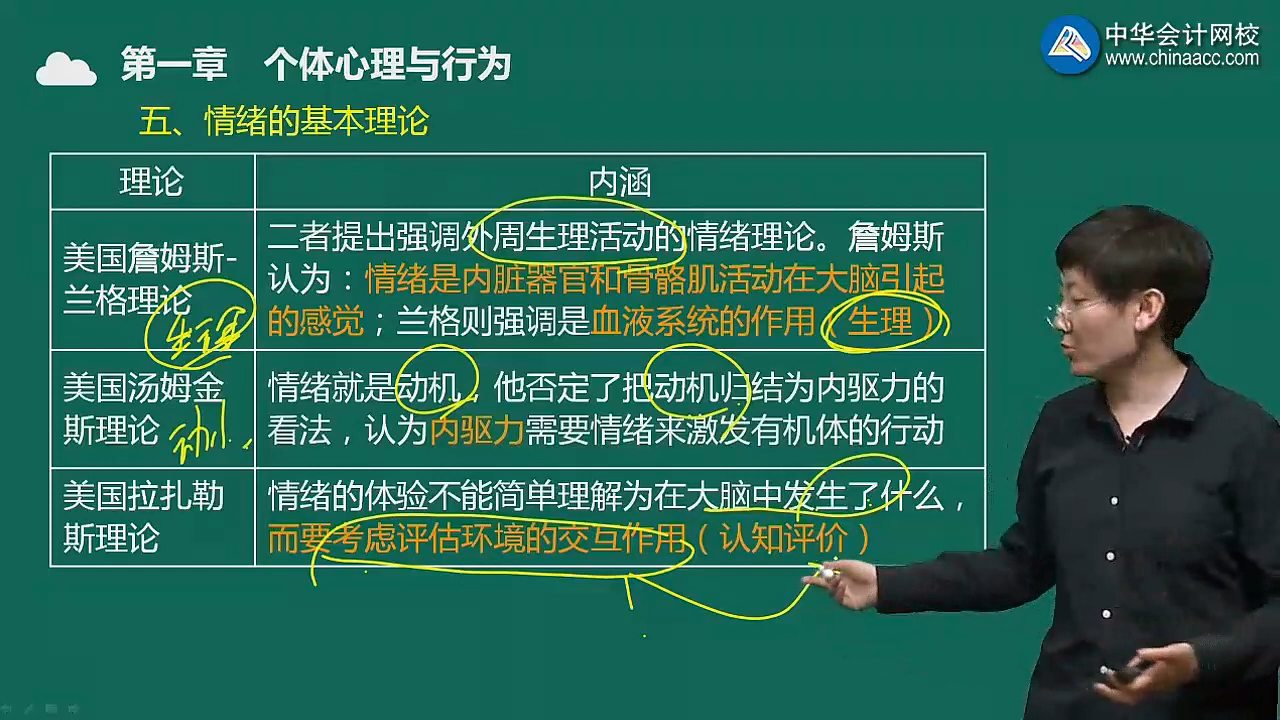 第一章 个体心理与行为
中华会计网校
www.chinaacc.com
五、情绪的基本理论
理论
内涵
美国詹姆斯-
兰格理论
生理
二者提出强调外周生理活动的情绪理论。詹姆斯
认为：情绪是内脏器官和骨骼肌活动在大脑引起
的感觉；兰格则强调是血液系统的作用（生理）
美国汤姆金
斯理论
情绪就是动机，他否定了把动机归结为内驱力的
看法，认为内驱力需要情绪来激发有机体的行动
美国拉扎勒
斯理论
情绪的体验不能简单理解为在大脑中发生了什么，
而要考虑评估环境的交互作用（认知评价）